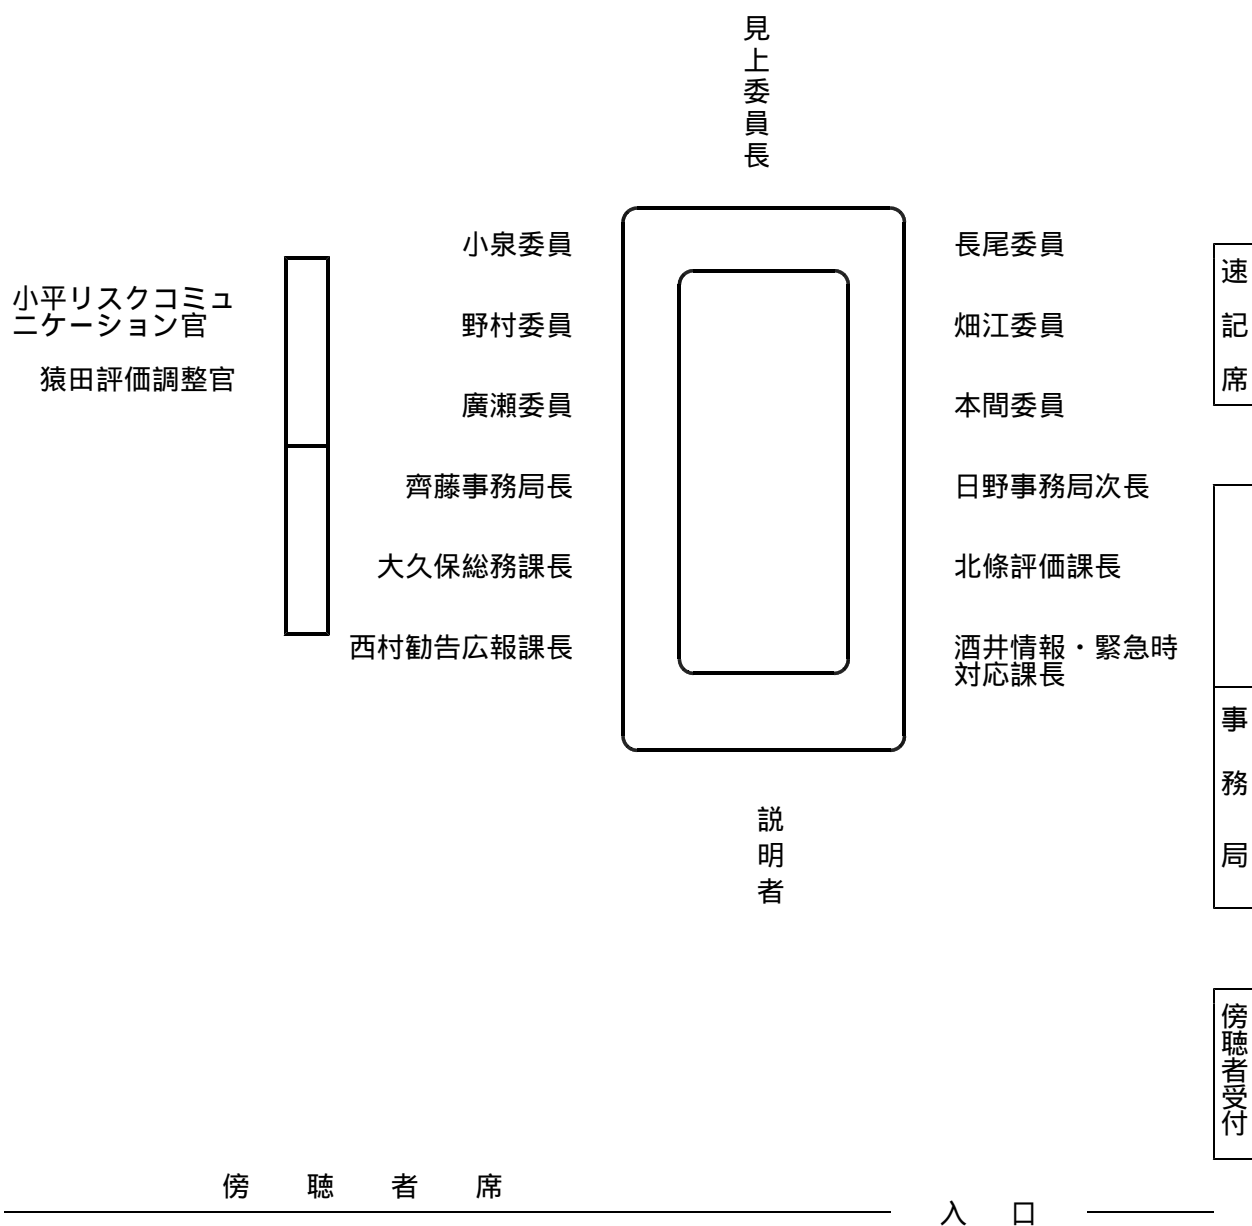 見上委員長
小泉委員
長尾委員
小平リスクコミュ
ニケーション官
野村委員
畑江委員
猿田評価調整官
廣瀬委員
本間委員
速記席
齊藤事務局長
日野事務局次長
大久保総務課長
北條評価課長
西村勧告広報課長
酒井情報・緊急時
対応課長
事務局
説明者
傍聴者受付
傍聴者席
入口